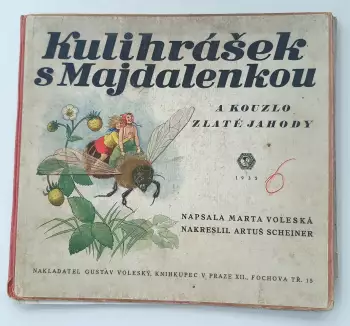 Kulihrášek
s Majdalenkou
A KOUZLO
ZLATÉ JAHODY
6
NAPSALA MARTA VOLESKÁ
NAKRESLIL ARTUŠ SCHEINER
NAKLADATEL GUSTAV VOLESKÝ, KNIHKUPEC V PRAZE XII., FOCHOVA TŘ. 15